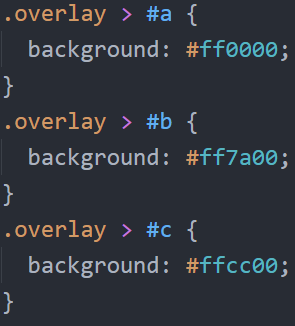 .overlay > #a {
  background: #ff0000;
}
.overlay > #b {
  background: #ff7a00;
}
.overlay > #c {
  background: #ffcc00;
}